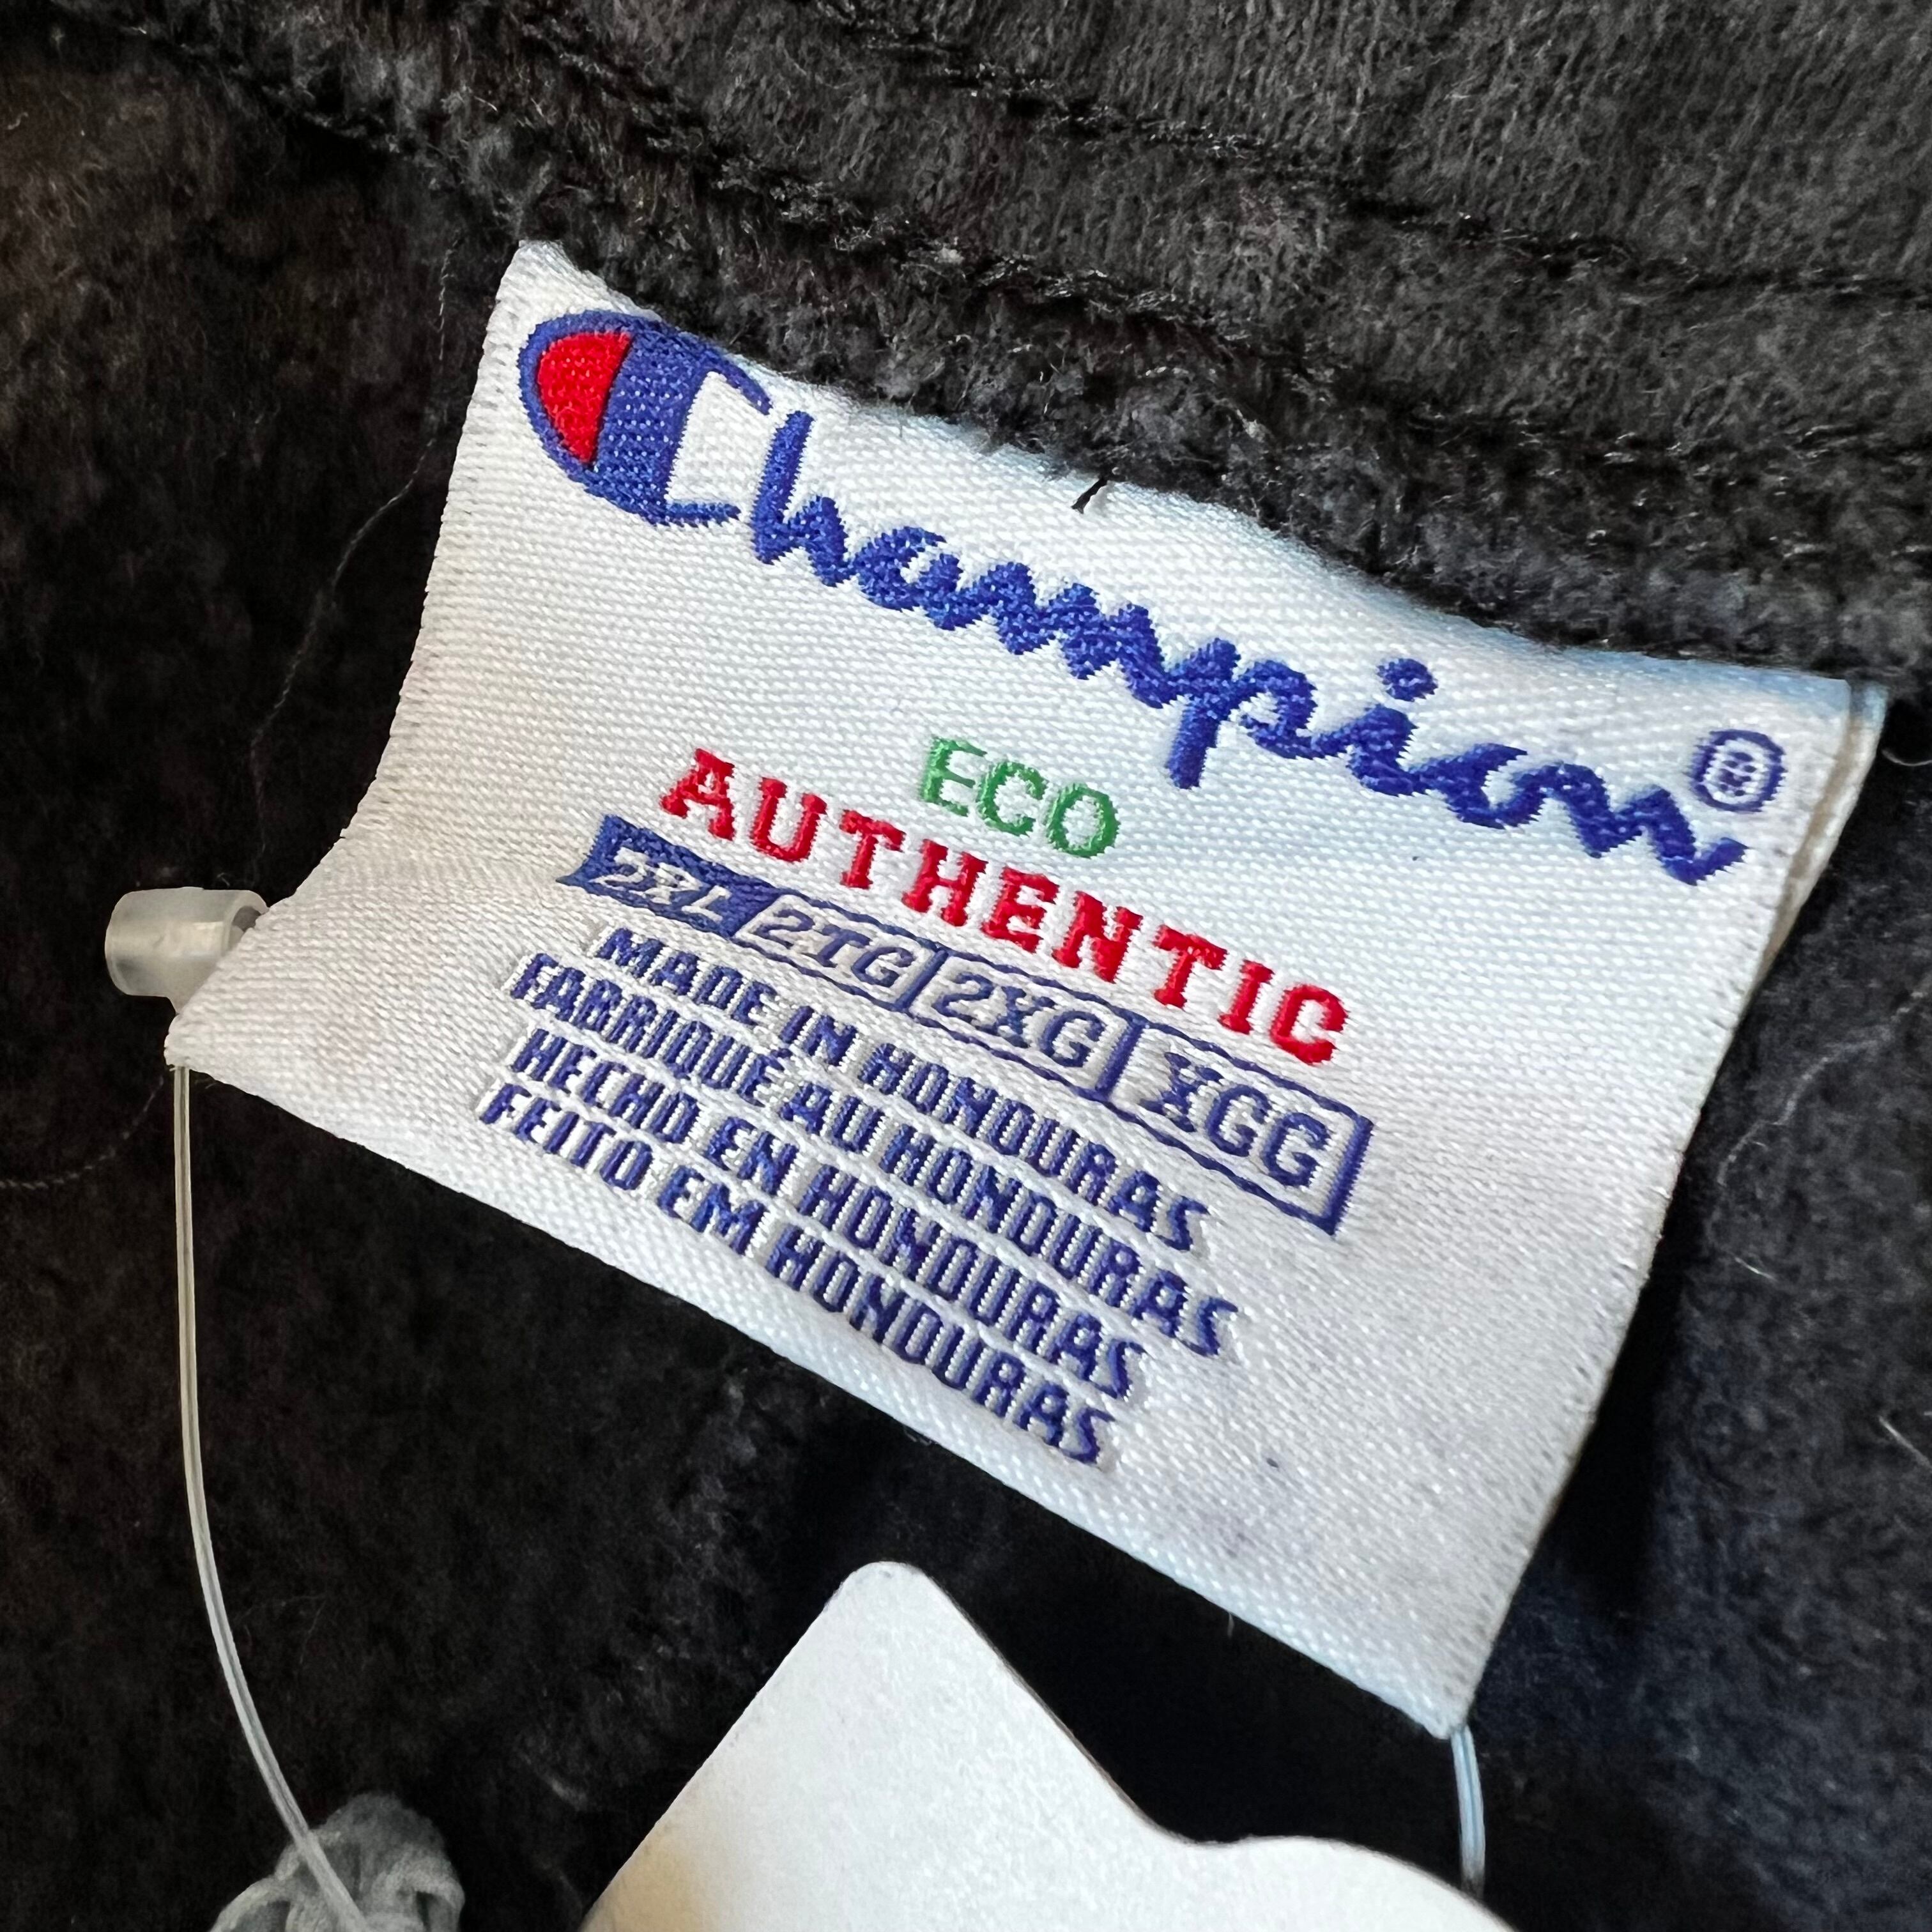 Champion®
ECO
AUTHENTIC
2XL 2TG 2XG XGG
MADE IN HONDURAS
FABRIQUÉ AU HONDURAS
HECHO EN HONDURAS
FEITO EM HONDURAS